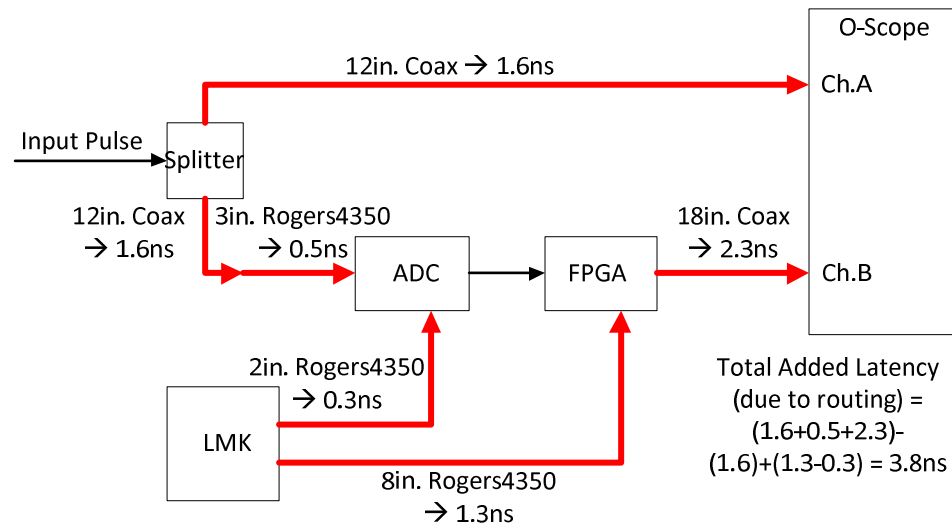 O-Scope
12in. Coax → 1.6ns
Ch.A
Input Pulse
Splitter
12in. Coax
→ 1.6ns
3in. Rogers4350
→ 0.5ns
18in. Coax
→ 2.3ns
ADC
FPGA
Ch.B
2in. Rogers4350
→ 0.3ns
LMK
8in. Rogers4350
→ 1.3ns
Total Added Latency
(due to routing) =
(1.6+0.5+2.3)-
(1.6)+(1.3-0.3) = 3.8ns